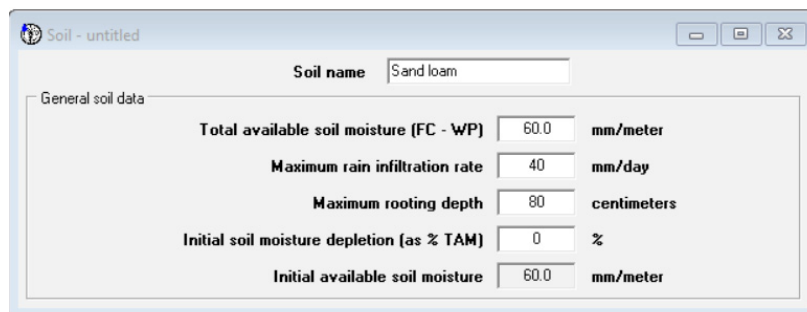 Soil - untitled
Soil name Sand loam
General soil data
Total available soil moisture (FC - WP) 60.0 mm/meter
Maximum rain infiltration rate 40 mm/day
Maximum rooting depth 80 centimeters
Initial soil moisture depletion (as % TAM) 0 %
Initial available soil moisture 60.0 mm/meter